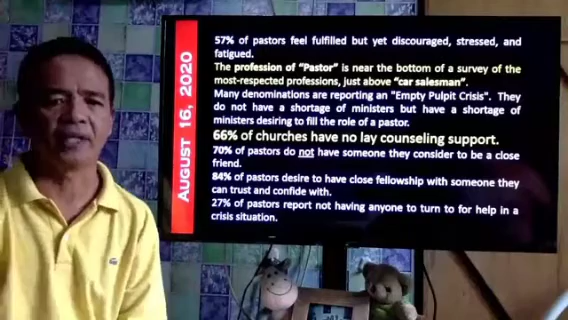 AUGUST 16, 2020
57% of pastors feel fulfilled but yet discouraged, stressed, and
fatigued.
The profession of “Pastor” is near the bottom of a survey of the
most-respected professions, just above “car salesman”.
Many denominations are reporting an "Empty Pulpit Crisis". They
do not have a shortage of ministers but have a shortage of
ministers desiring to fill the role of a pastor.
66% of churches have no lay counseling support.
70% of pastors do not have someone they consider to be a close
friend.
84% of pastors desire to have close fellowship with someone they
can trust and confide with.
27% of pastors report not having anyone to turn to for help in a
crisis situation.